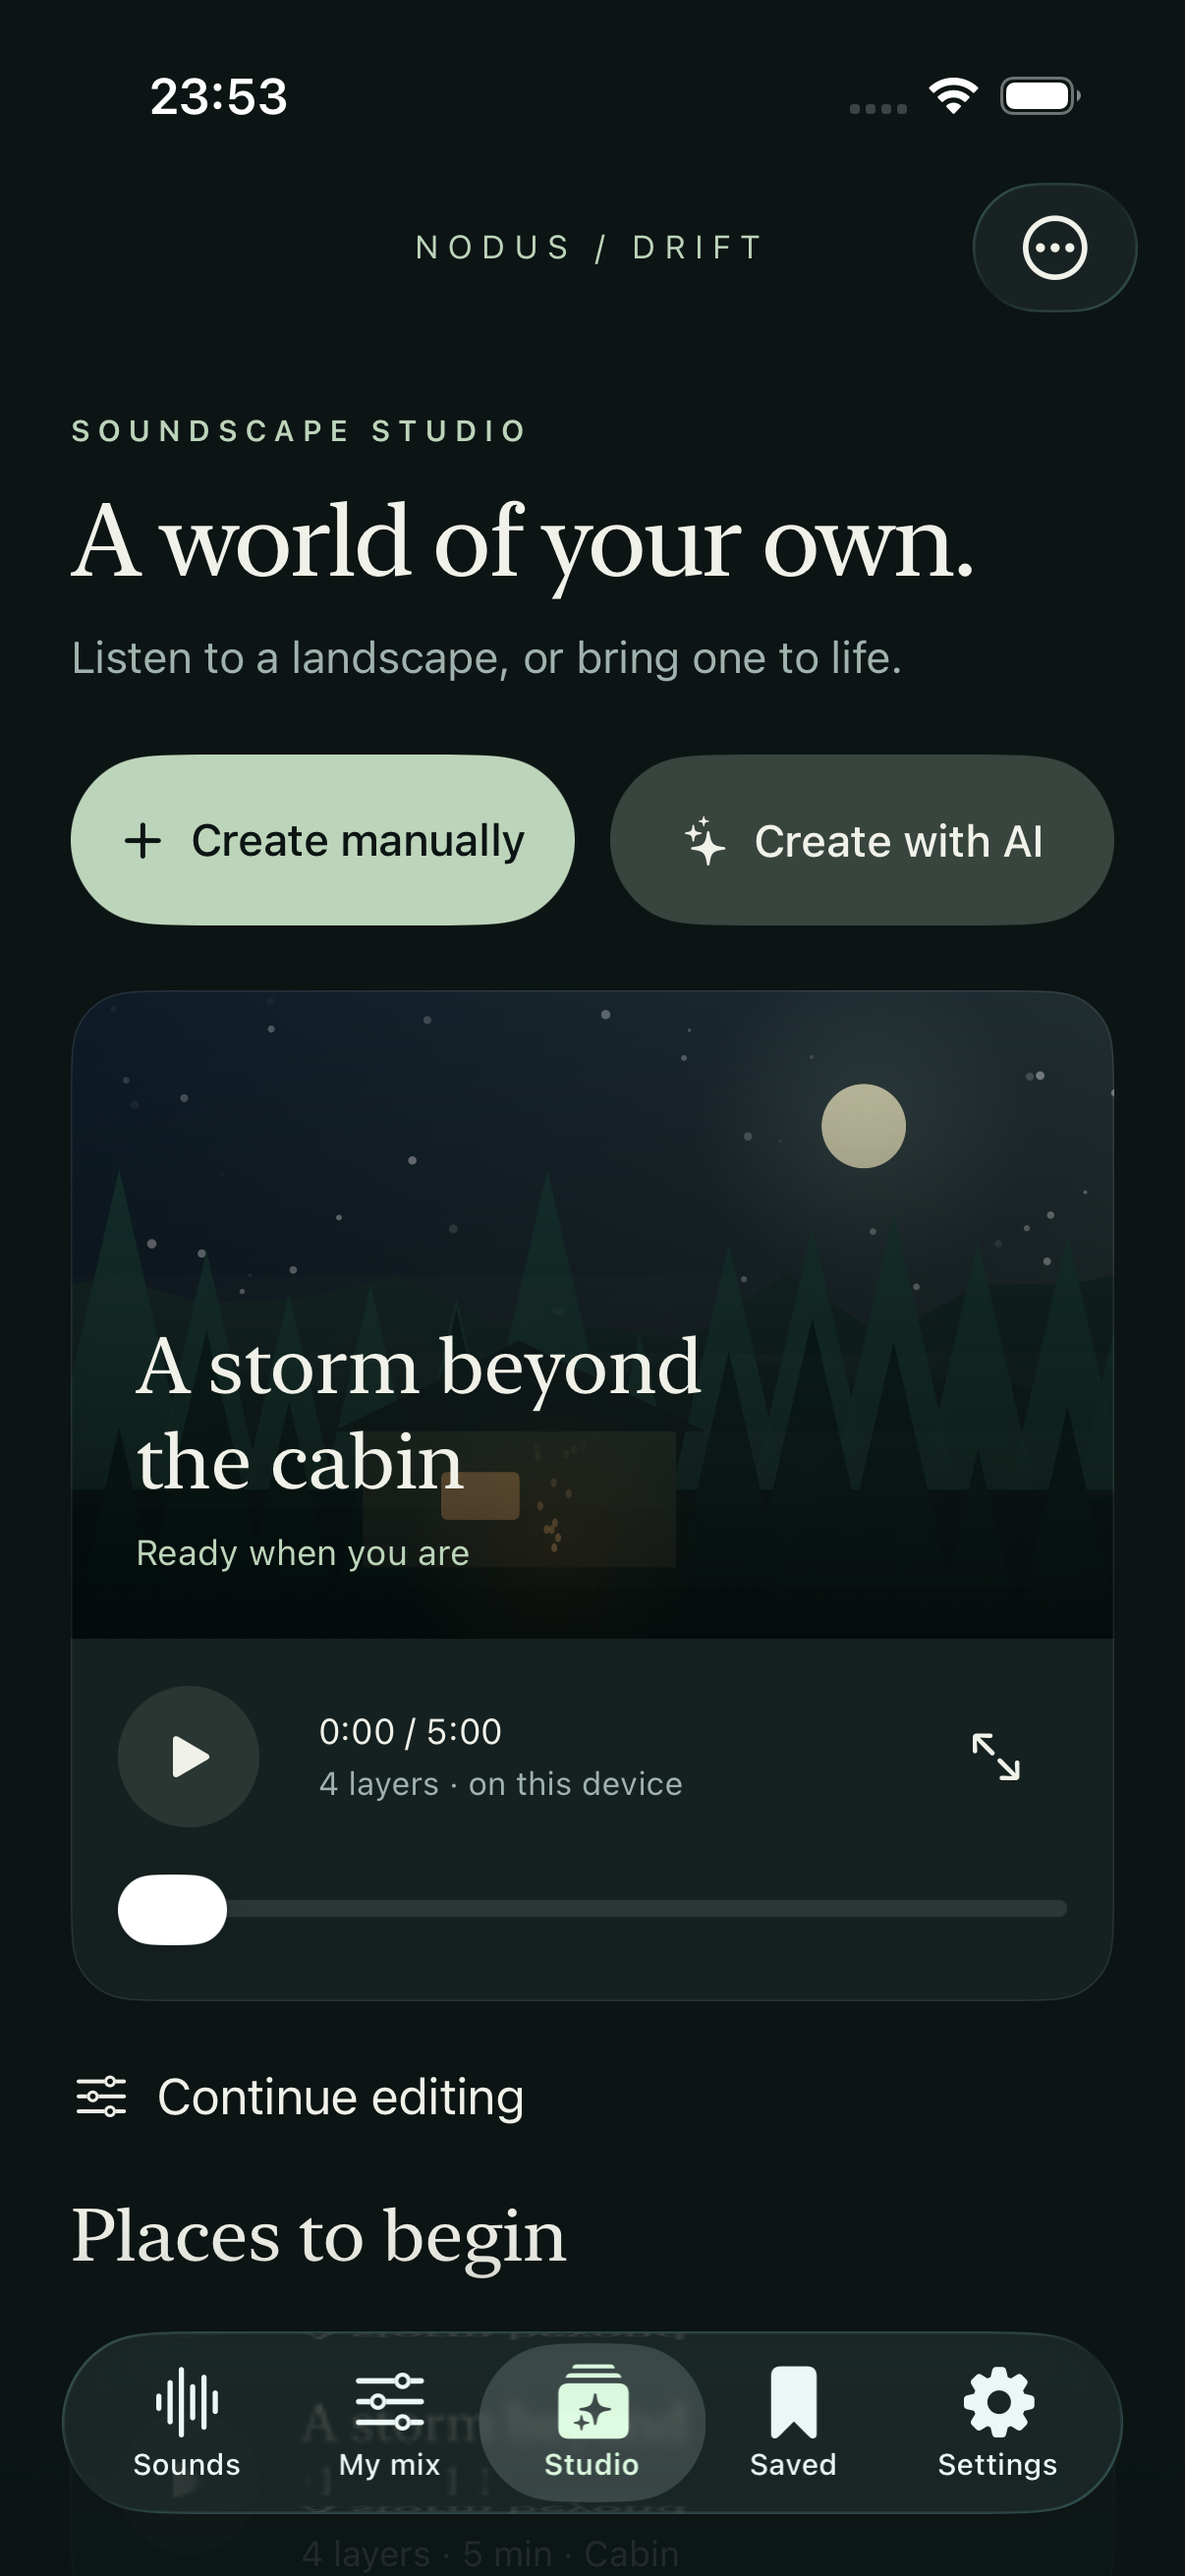 23:53
NODUS / DRIFT
SOUNDSCAPE STUDIO
A world of your own.
Listen to a landscape, or bring one to life.
Create manually
Create with AI
A storm beyond
the cabin
Ready when you are
0:00 / 5:00
4 layers · on this device
Continue editing
Places to begin
A storm
Sounds
My mix
Studio
Saved
Settings
4 layers · 5 min · Cabin